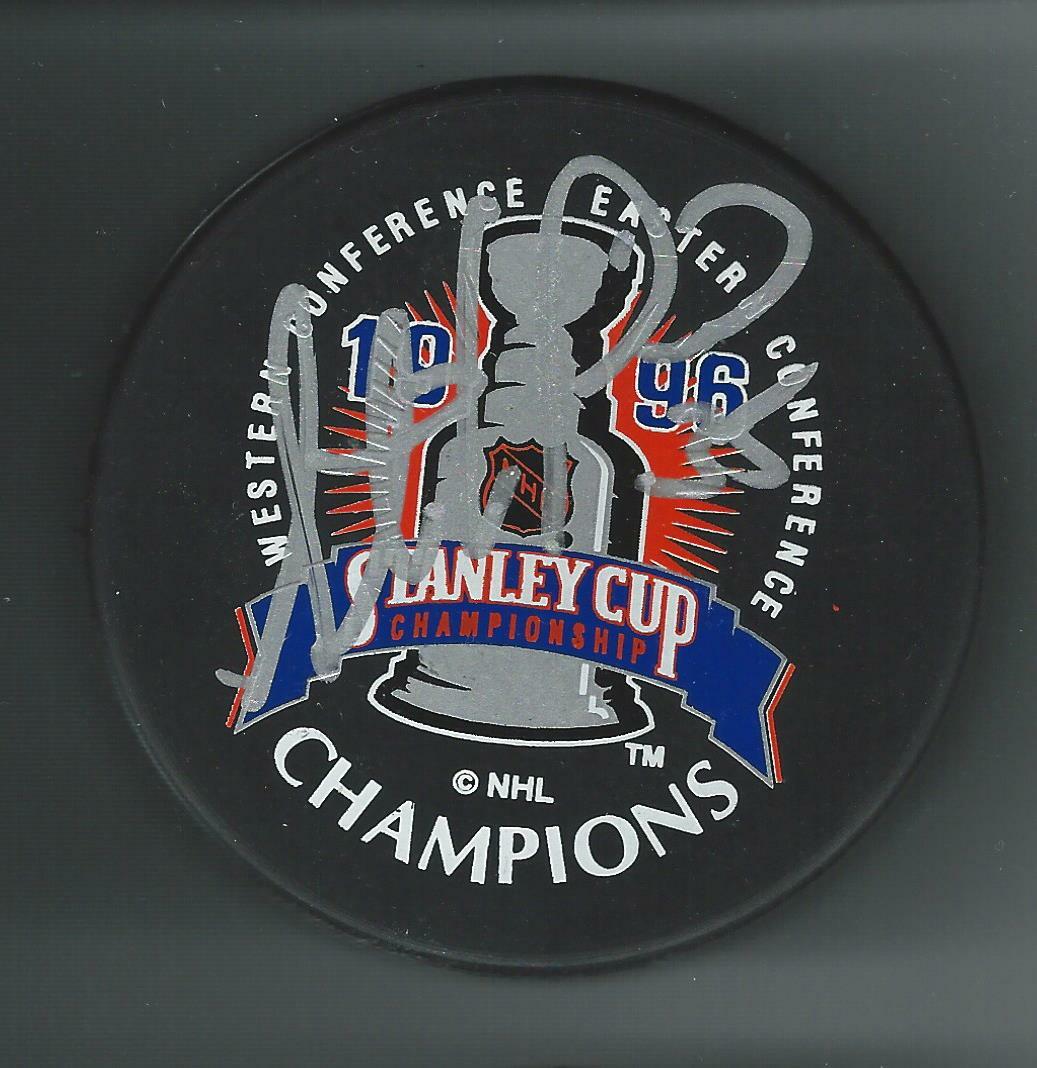 WESTERN CONFERENCE EASTERN CONFERENCE
1996
NHL
STANLEY CUP
CHAMPIONSHIP
TM
© NHL
CHAMPIONS